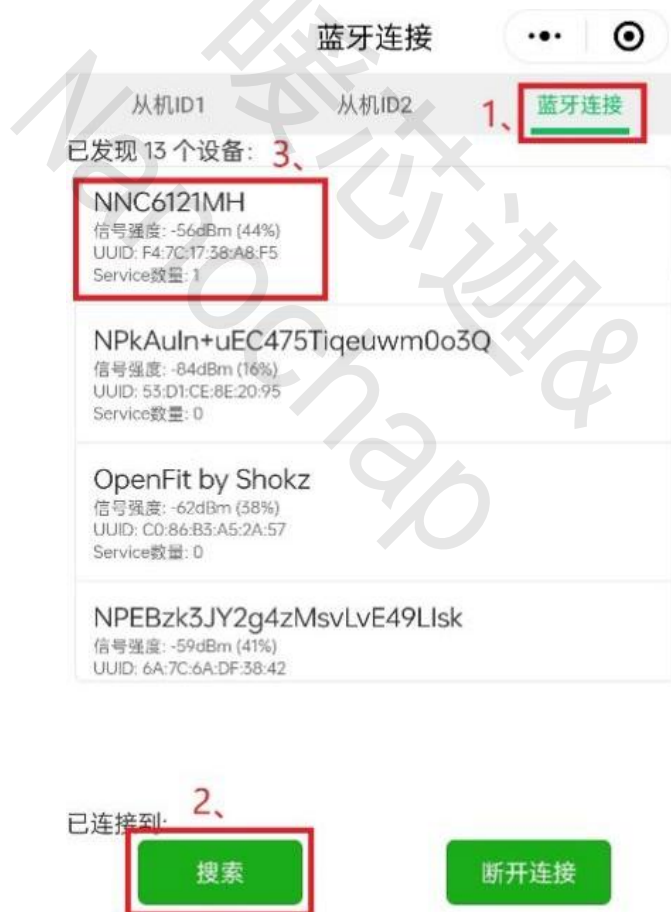 蓝牙连接
从机ID1
从机ID2
1、
蓝牙连接
已发现 13 个设备:
3、
NNC6121MH
信号强度: -56dBm (44%)
UUID: F4:7C:17:38:A8:F5
Service数量: 1
NPkAuIn+uEC475Tiqeuwm0o3Q
信号强度: -84dBm (16%)
UUID: 53:D1:CE:8E:20:95
Service数量: 0
OpenFit by Shokz
信号强度: -62dBm (38%)
UUID: C0:86:B3:A5:2A:57
Service数量: 0
NPEBzk3JY2g4zMsvLvE49LIsk
信号强度: -59dBm (41%)
UUID: 6A:7C:6A:DF:38:42
2、
已连接到:
搜索
断开连接
暖芯迦&
Nanochap